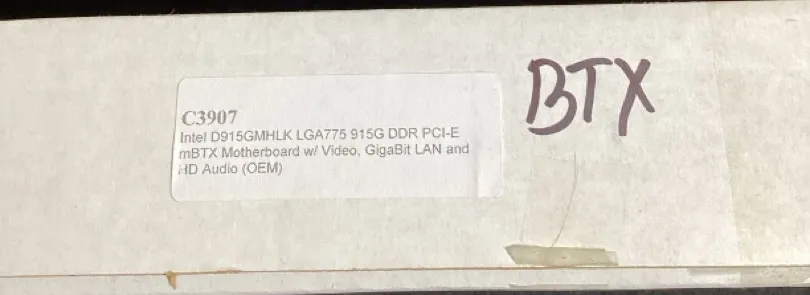 C3907
Intel D915GMHLK LGA775 915G DDR PCI-E
mBTX Motherboard w/ Video, GigaBit LAN and
HD Audio (OEM)
BTX